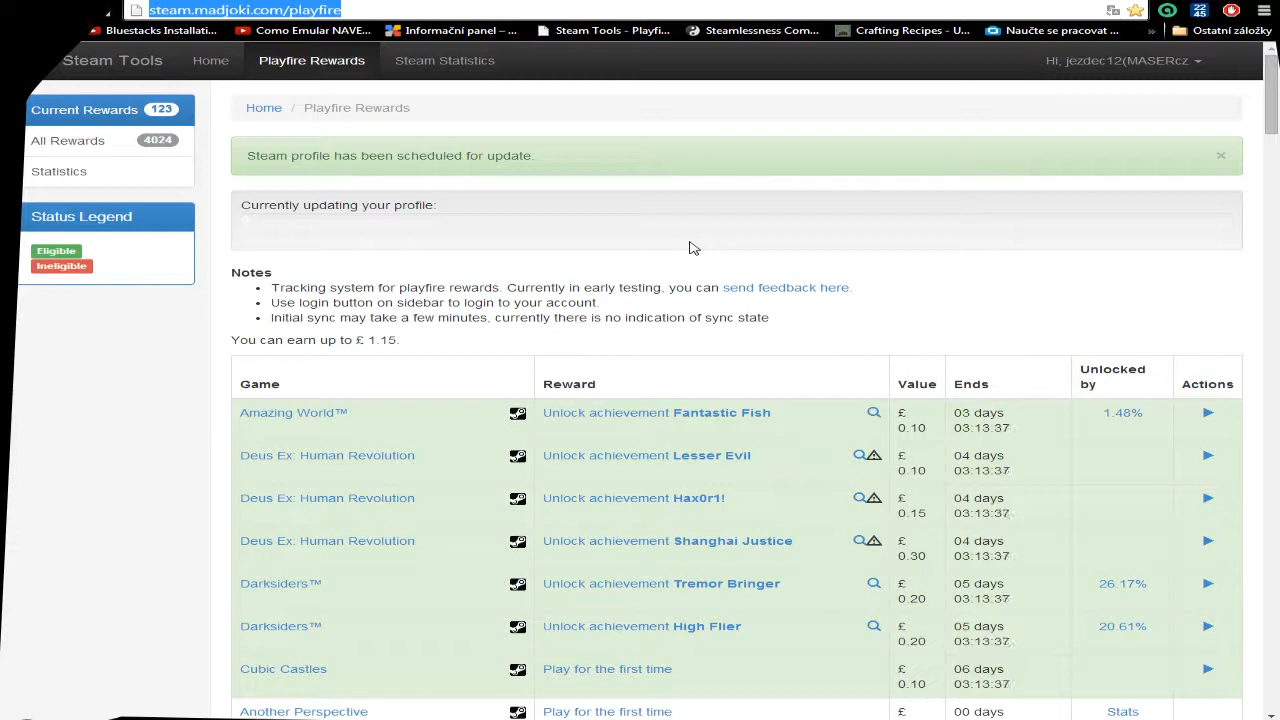 steam.madjoki.com/playfire
22
45
Bluestacks Installati...
Como Emular NAVE...
Informační panel – ...
Steam Tools - Playfi...
Steamlessness Com...
Crafting Recipes - U...
Naučte se pracovat ...
»
Ostatní záložky
Steam Tools
Home
Playfire Rewards
Steam Statistics
Hi, jezdec12(MASERcz
Current Rewards 123
All Rewards 4024
Statistics
Status Legend
Eligible
Ineligible
Home / Playfire Rewards
Steam profile has been scheduled for update. ×
Currently updating your profile:
Notes
• Tracking system for playfire rewards. Currently in early testing, you can send feedback here.
• Use login button on sidebar to login to your account.
• Initial sync may take a few minutes, currently there is no indication of sync state
You can earn up to £ 1.15.
Game Reward Value Ends Unlocked by Actions
Amazing World™ Unlock achievement Fantastic Fish £ 0.10 03 days 03:13:37 1.48%
Deus Ex: Human Revolution Unlock achievement Lesser Evil £ 0.10 04 days 03:13:37
Deus Ex: Human Revolution Unlock achievement Hax0r1! £ 0.15 04 days 03:13:37
Deus Ex: Human Revolution Unlock achievement Shanghai Justice £ 0.30 04 days 03:13:37
Darksiders™ Unlock achievement Tremor Bringer £ 0.20 05 days 03:13:37 26.17%
Darksiders™ Unlock achievement High Flier £ 0.20 05 days 03:13:37 20.61%
Cubic Castles Play for the first time £ 0.10 06 days 03:13:37
Another Perspective Play for the first time £ 00 days Stats